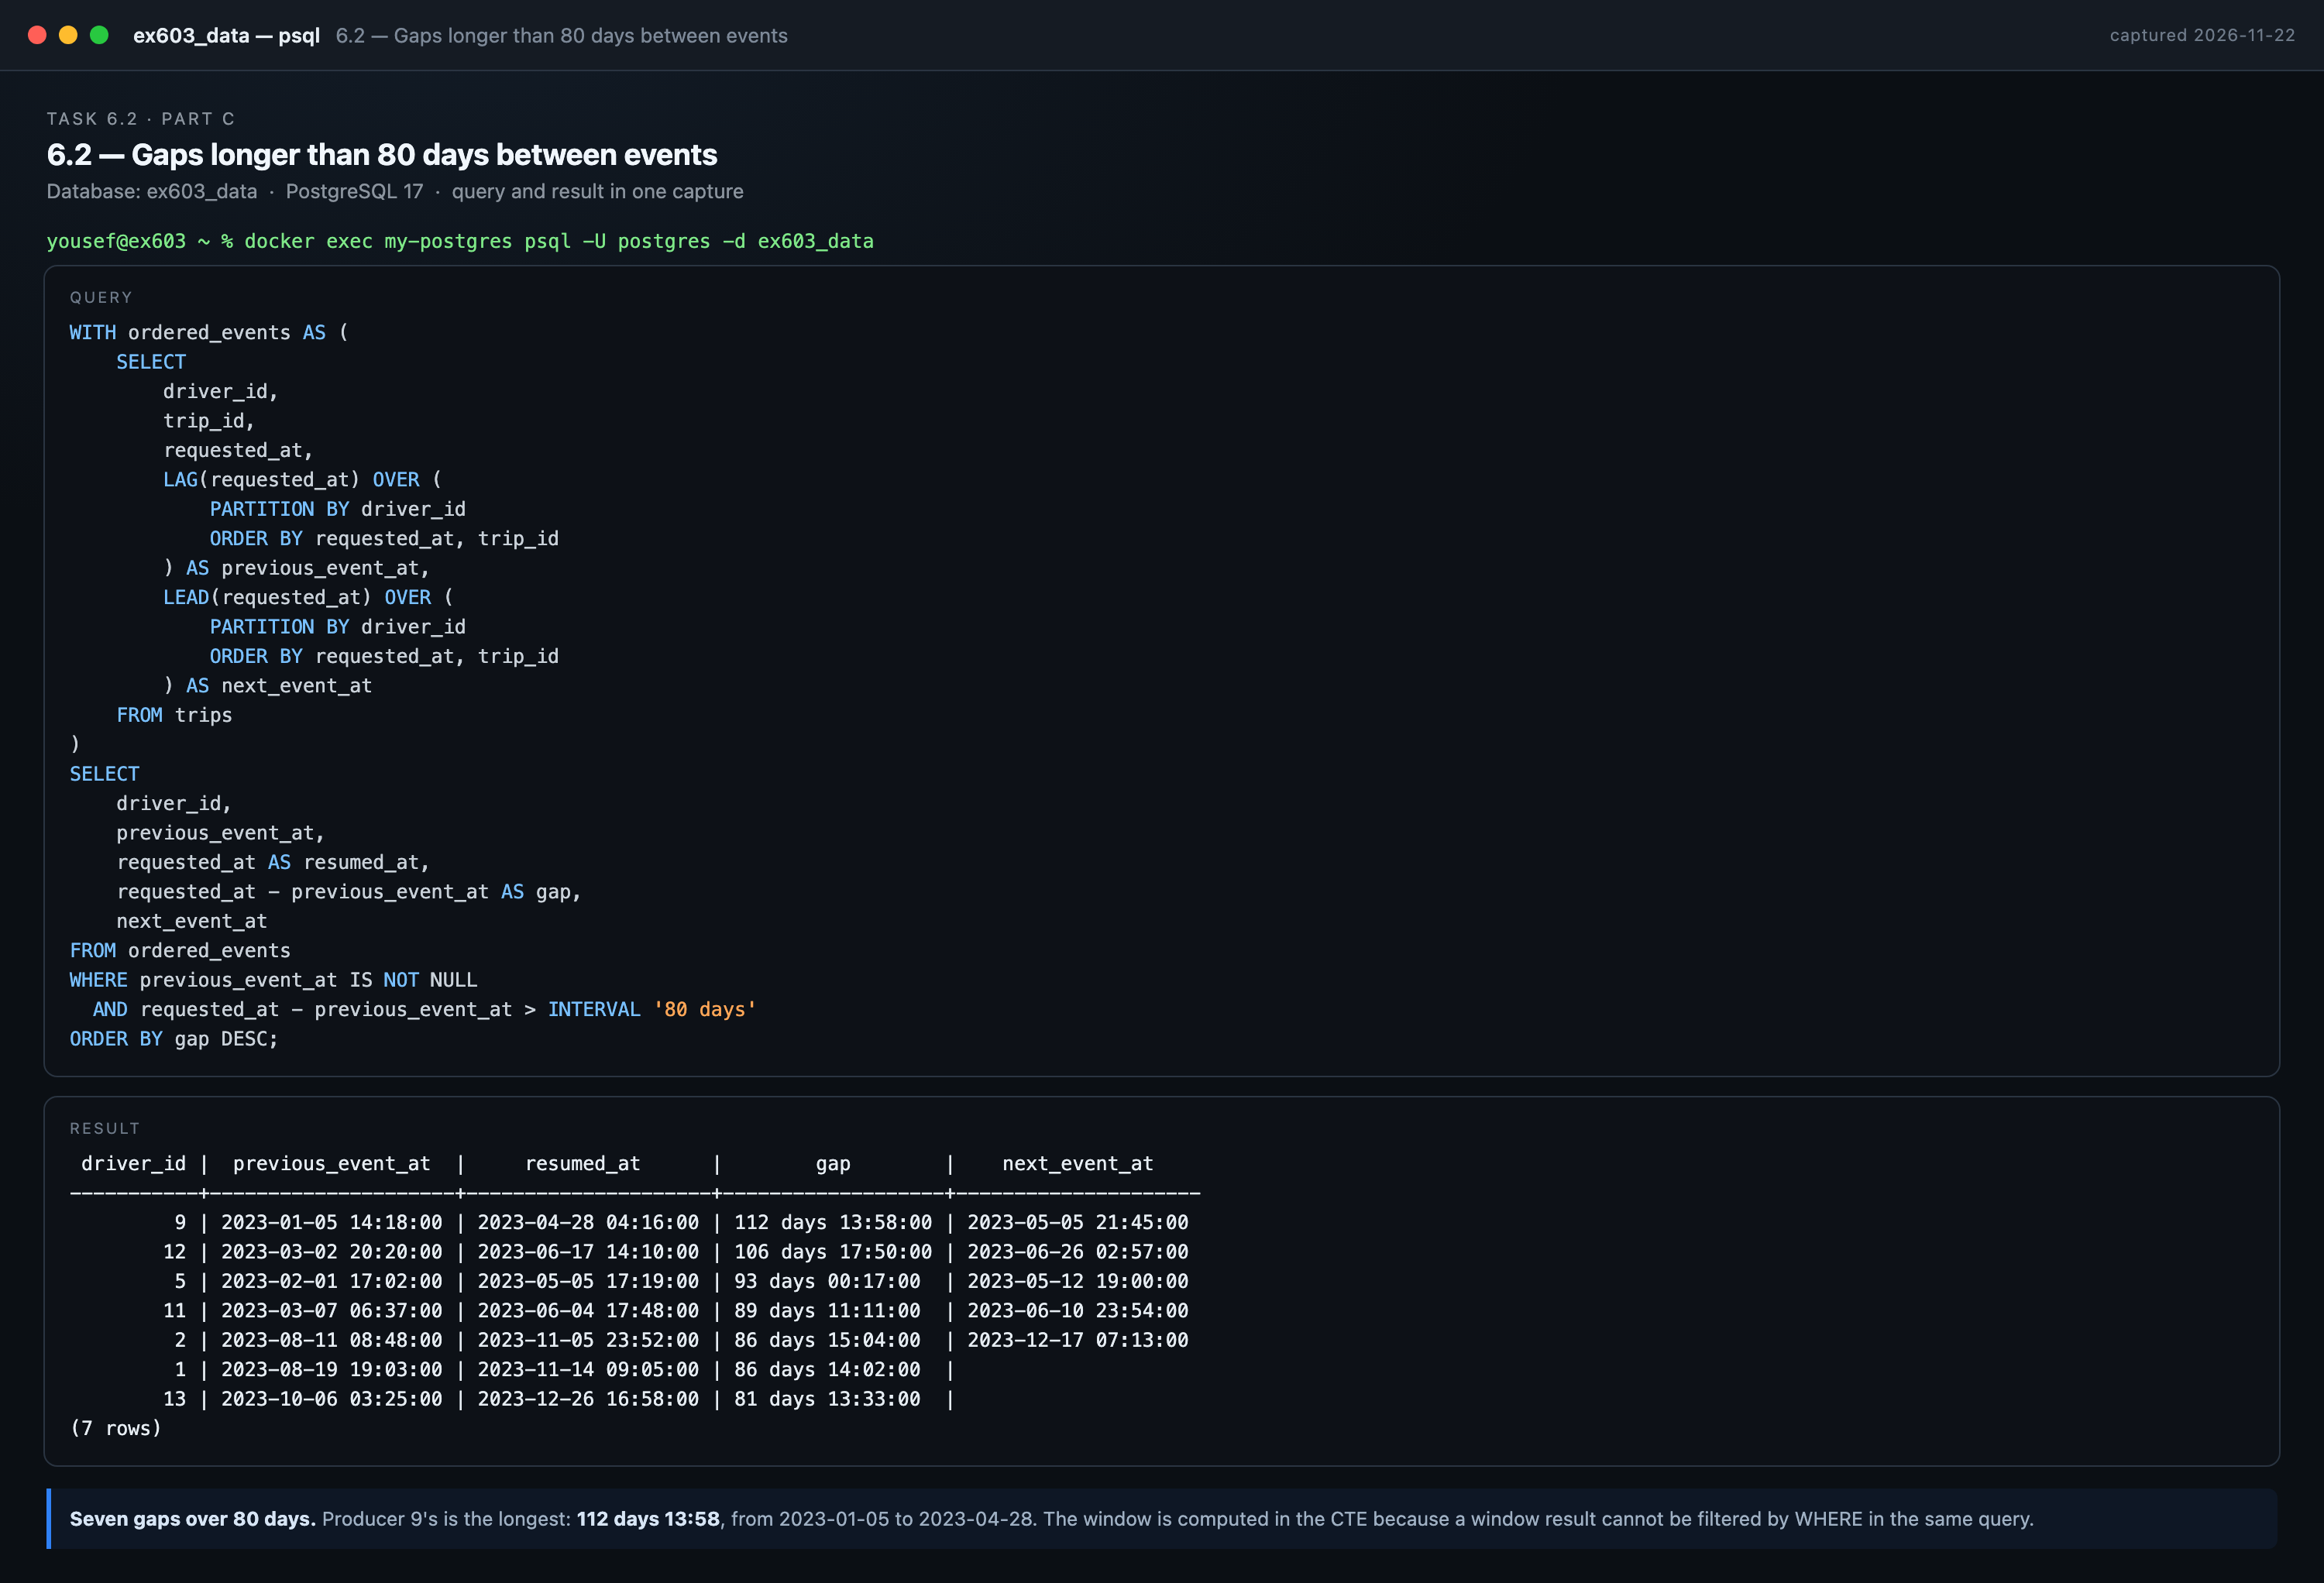 ex603_data — psql 6.2 — Gaps longer than 80 days between events captured 2026-11-22
TASK 6.2 · PART C
6.2 — Gaps longer than 80 days between events
Database: ex603_data · PostgreSQL 17 · query and result in one capture
yousef@ex603 ~ % docker exec my-postgres psql -U postgres -d ex603_data
QUERY
WITH ordered_events AS (
    SELECT
        driver_id,
        trip_id,
        requested_at,
        LAG(requested_at) OVER (
            PARTITION BY driver_id
            ORDER BY requested_at, trip_id
        ) AS previous_event_at,
        LEAD(requested_at) OVER (
            PARTITION BY driver_id
            ORDER BY requested_at, trip_id
        ) AS next_event_at
    FROM trips
)
SELECT
    driver_id,
    previous_event_at,
    requested_at AS resumed_at,
    requested_at - previous_event_at AS gap,
    next_event_at
FROM ordered_events
WHERE previous_event_at IS NOT NULL
  AND requested_at - previous_event_at > INTERVAL '80 days'
ORDER BY gap DESC;
RESULT
 driver_id |  previous_event_at  |     resumed_at      |        gap        |    next_event_at
-----------+---------------------+---------------------+-------------------+---------------------
         9 | 2023-01-05 14:18:00 | 2023-04-28 04:16:00 | 112 days 13:58:00 | 2023-05-05 21:45:00
        12 | 2023-03-02 20:20:00 | 2023-06-17 14:10:00 | 106 days 17:50:00 | 2023-06-26 02:57:00
         5 | 2023-02-01 17:02:00 | 2023-05-05 17:19:00 | 93 days 00:17:00  | 2023-05-12 19:00:00
        11 | 2023-03-07 06:37:00 | 2023-06-04 17:48:00 | 89 days 11:11:00  | 2023-06-10 23:54:00
         2 | 2023-08-11 08:48:00 | 2023-11-05 23:52:00 | 86 days 15:04:00  | 2023-12-17 07:13:00
         1 | 2023-08-19 19:03:00 | 2023-11-14 09:05:00 | 86 days 14:02:00  |
        13 | 2023-10-06 03:25:00 | 2023-12-26 16:58:00 | 81 days 13:33:00  |
(7 rows)
Seven gaps over 80 days. Producer 9's is the longest: 112 days 13:58, from 2023-01-05 to 2023-04-28. The window is computed in the CTE because a window result cannot be filtered by WHERE in the same query.